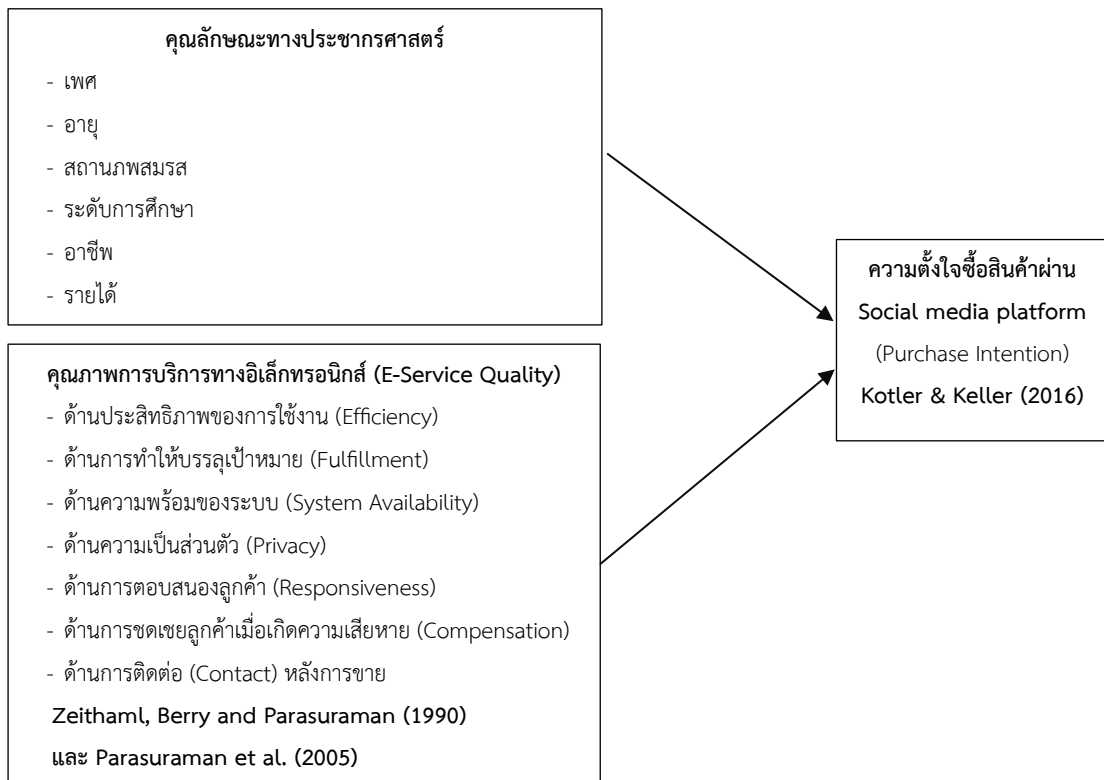 คุณลักษณะทางประชากรศาสตร์
- เพศ
- อายุ
- สถานภพสมรส
- ระดับการศึกษา
- อาชีพ
- รายได้
คุณภาพการบริการทางอิเล็กทรอนิกส์ (E-Service Quality)
- ด้านประสิทธิภาพของการใช้งาน (Efficiency)
- ด้านการทำให้บรรลุเป้าหมาย (Fulfillment)
- ด้านความพร้อมของระบบ (System Availability)
- ด้านความเป็นส่วนตัว (Privacy)
- ด้านการตอบสนองลูกค้า (Responsiveness)
- ด้านการชดเชยลูกค้าเมื่อเกิดความเสียหาย (Compensation)
- ด้านการติดต่อ (Contact) หลังการขาย
Zeithaml, Berry and Parasuraman (1990)
และ Parasuraman et al. (2005)
ความตั้งใจซื้อสินค้าผ่าน
Social media platform
(Purchase Intention)
Kotler & Keller (2016)